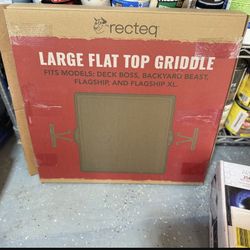 recteq
LARGE FLAT TOP GRIDDLE
FITS MODELS: DECK BOSS, BACKYARD BEAST,
FLAGSHIP, AND FLAGSHIP XL.